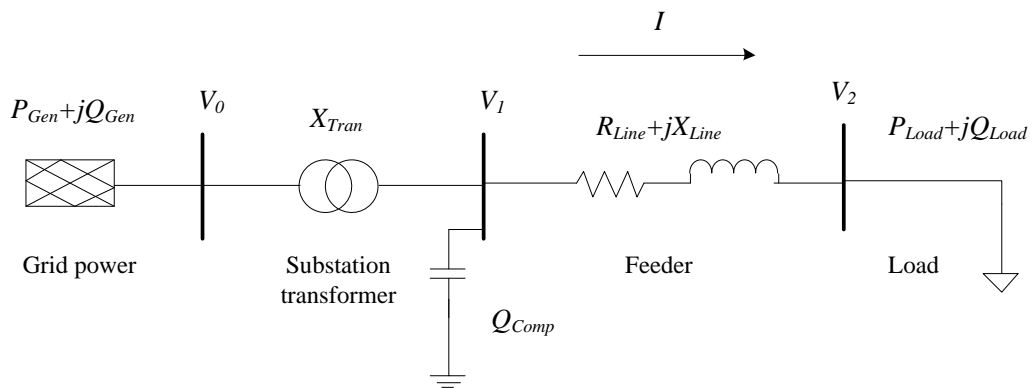 I
P_Gen+jQ_Gen
V_0
X_Tran
V_1
R_Line+jX_Line
V_2
P_Load+jQ_Load
Grid power
Substation
transformer
Feeder
Load
Q_Comp